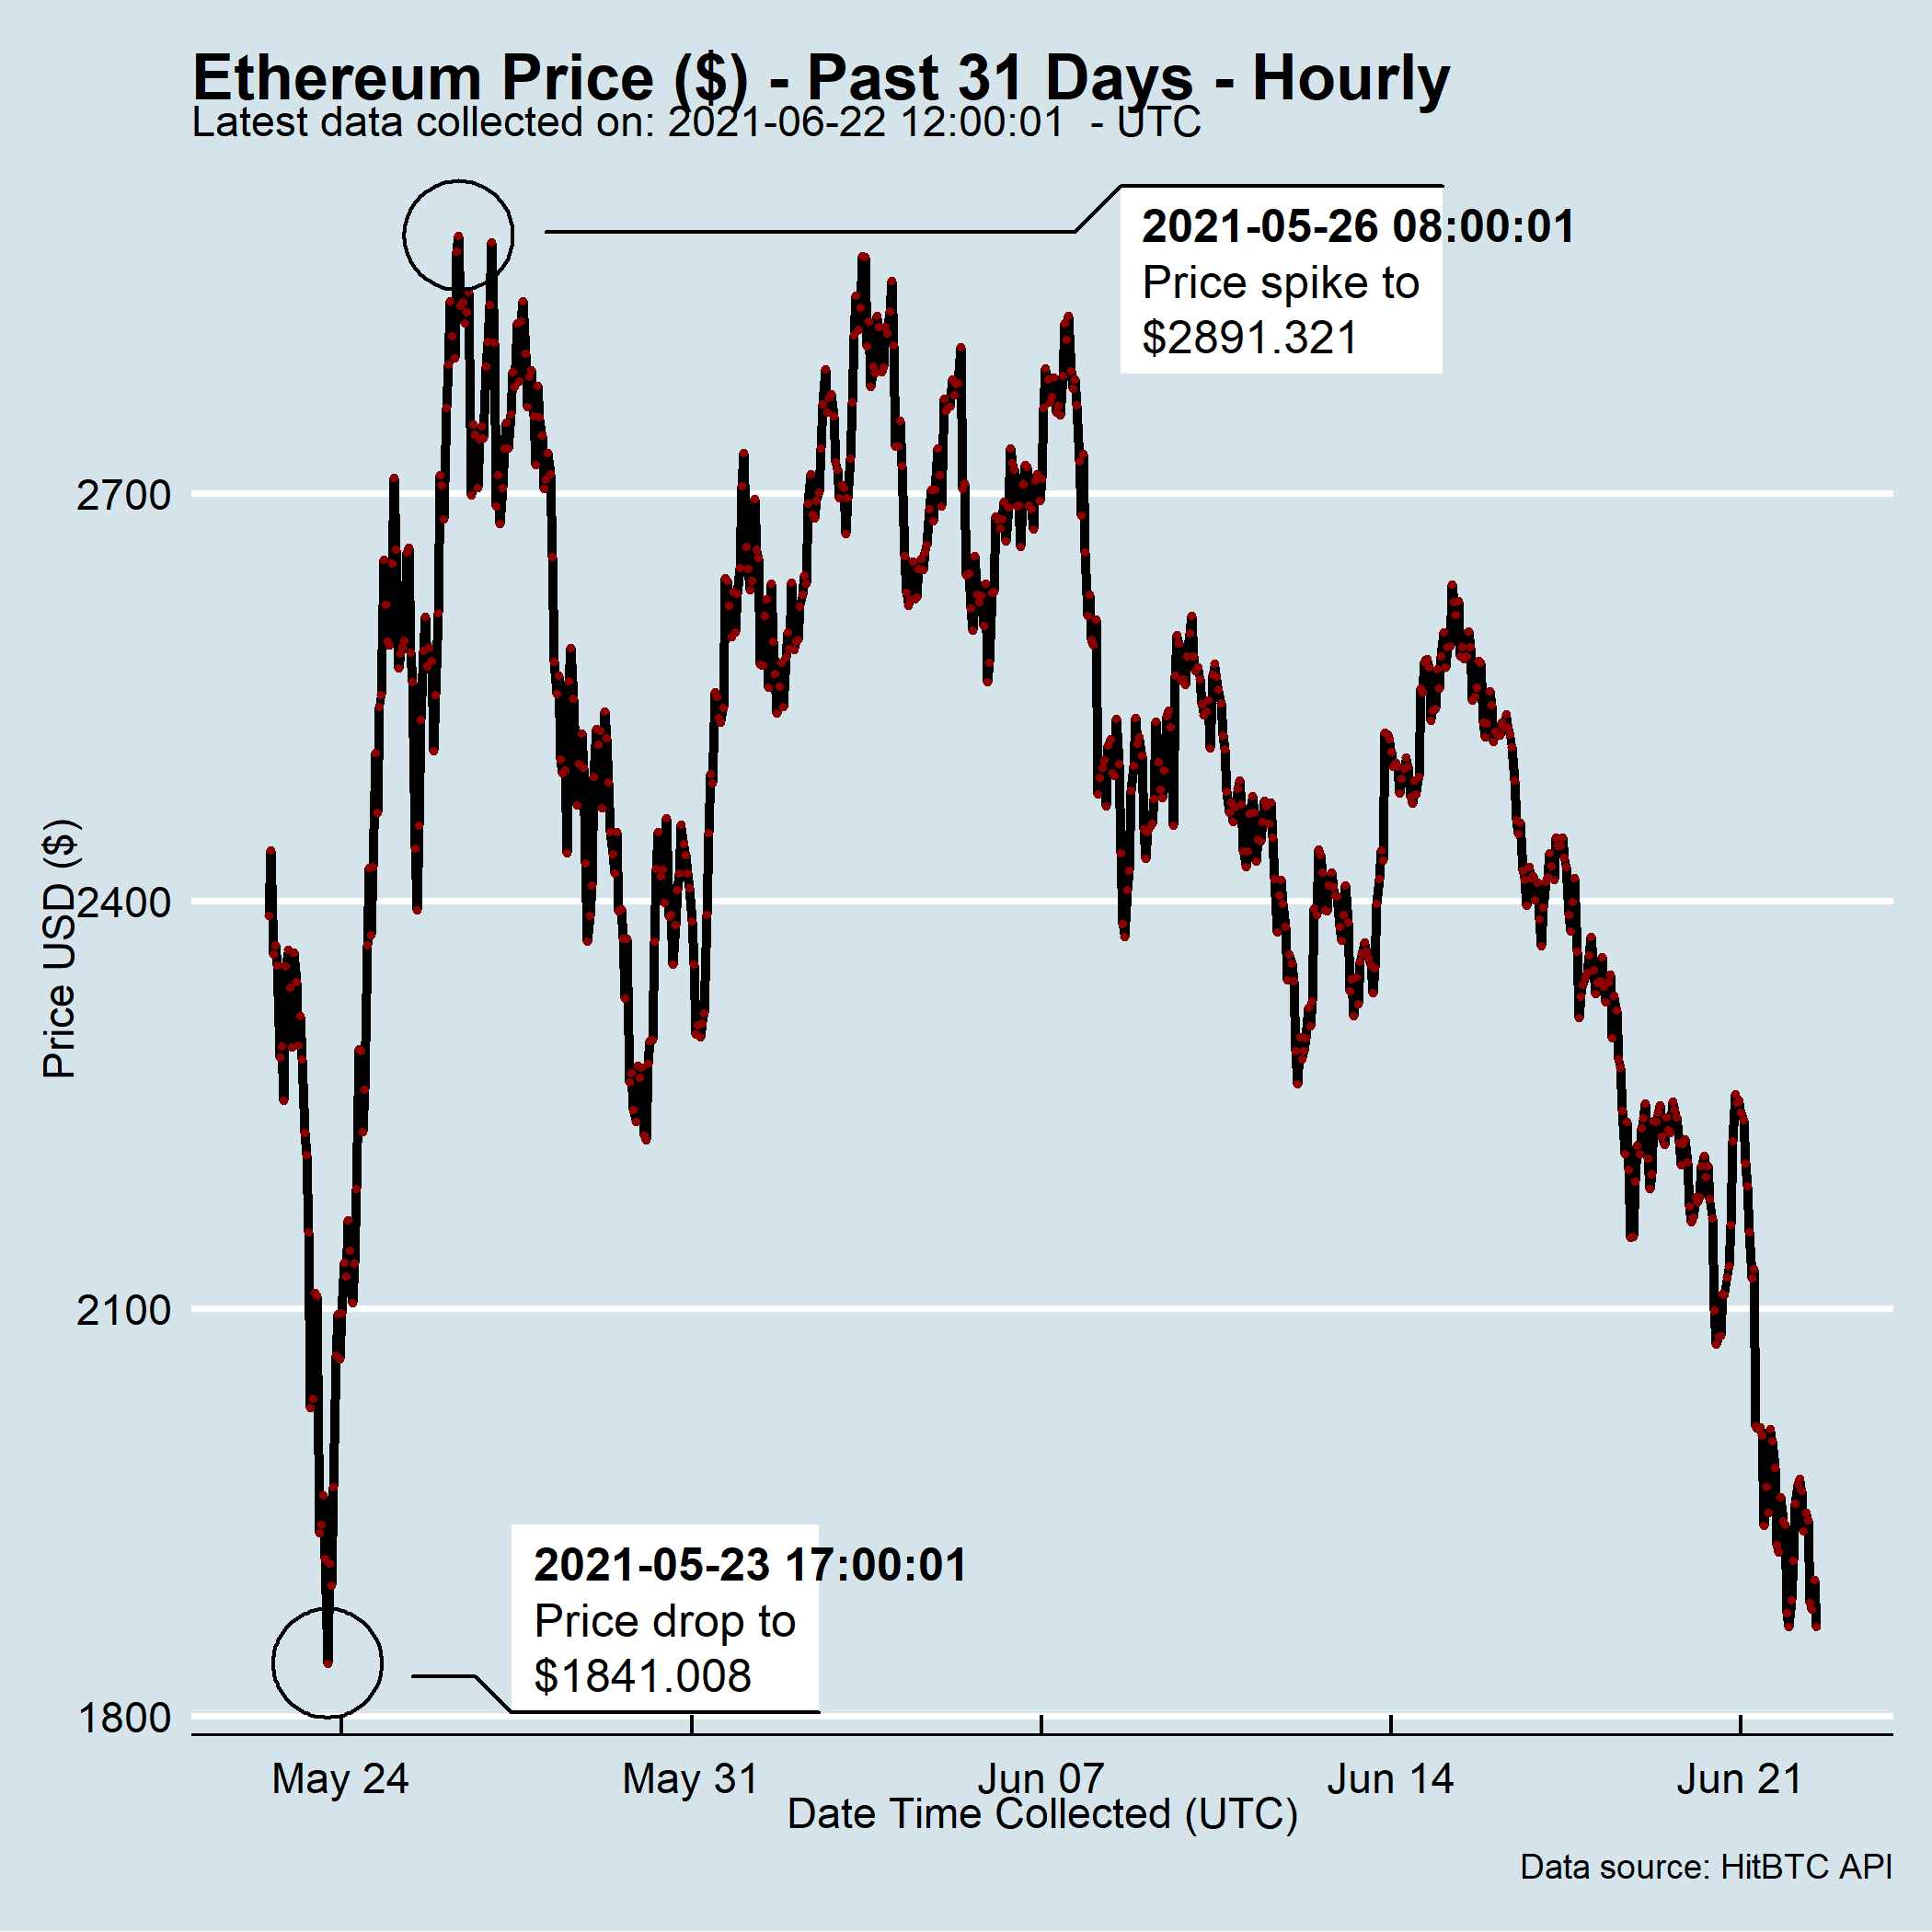 Ethereum Price ($) - Past 31 Days - Hourly
Latest data collected on: 2021-06-22 12:00:01  - UTC
2021-05-26 08:00:01
Price spike to
$2891.321
2700
2400
2100
1800
Price USD ($)
2021-05-23 17:00:01
Price drop to
$1841.008
May 24
May 31
Jun 07
Jun 14
Jun 21
Date Time Collected (UTC)
Data source: HitBTC API